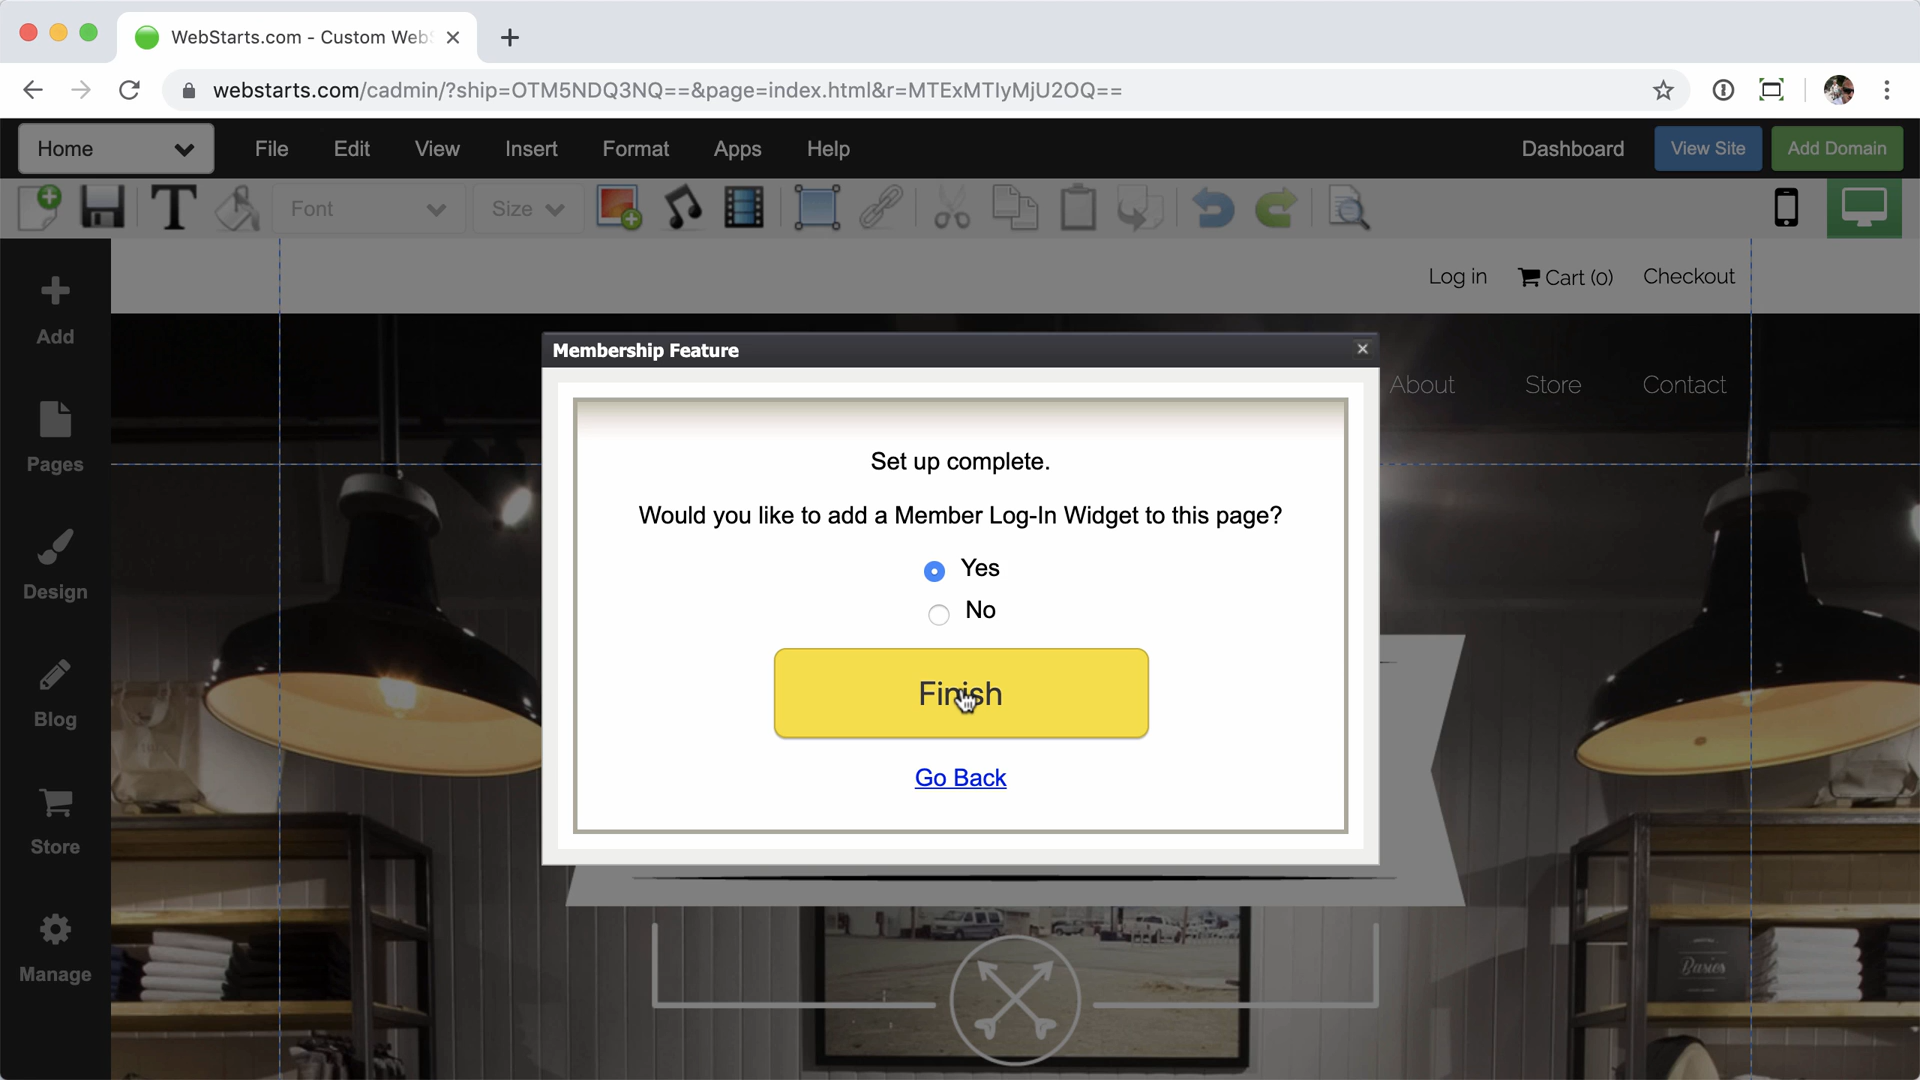 WebStarts.com - Custom Web
webstarts.com/cadmin/?ship=OTM5NDQ3NQ==&page=index.html&r=MTExMTIyMjU2OQ==
Home
File
Edit
View
Insert
Format
Apps
Help
Dashboard
View Site
Add Domain
Font
Size
Log in
Cart (0)
Checkout
Add
Pages
Design
Blog
Store
Manage
About
Store
Contact
Membership Feature
Set up complete.
Would you like to add a Member Log-In Widget to this page?
Yes
No
Finish
Go Back
Basics